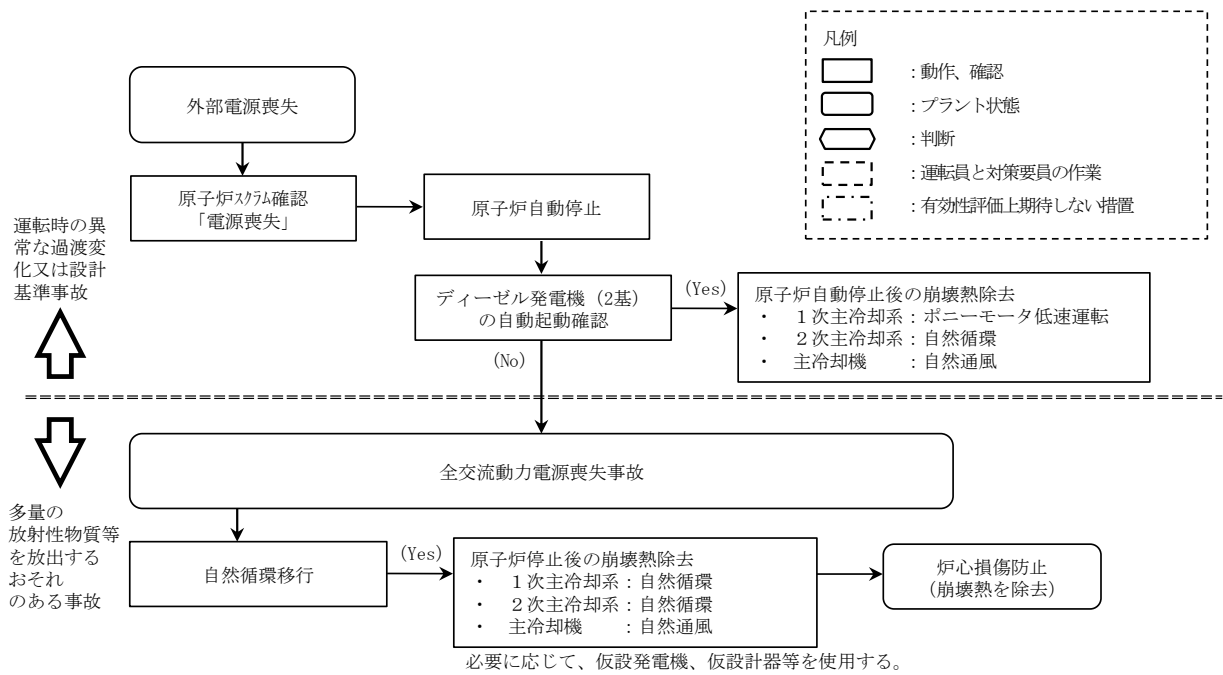 凡例
：動作、確認
：プラント状態
：判断
：運転員と対策要員の作業
：有効性評価上期待しない措置
外部電源喪失
原子炉ｽｸﾗﾑ確認
「電源喪失」
原子炉自動停止
運転時の異
常な過渡変
化又は設計
基準事故
ディーゼル発電機（2基）
の自動起動確認
(Yes)
原子炉自動停止後の崩壊熱除去
・　１次主冷却系：ポニーモータ低速運転
・　２次主冷却系：自然循環
・　主冷却機　　：自然通風
(No)
全交流動力電源喪失事故
多量の
放射性物質等
を放出する
おそれ
のある事故
自然循環移行
(Yes)
原子炉停止後の崩壊熱除去
・　１次主冷却系：自然循環
・　２次主冷却系：自然循環
・　主冷却機　　：自然通風
炉心損傷防止
(崩壊熱を除去)
必要に応じて、仮設発電機、仮設計器等を使用する。